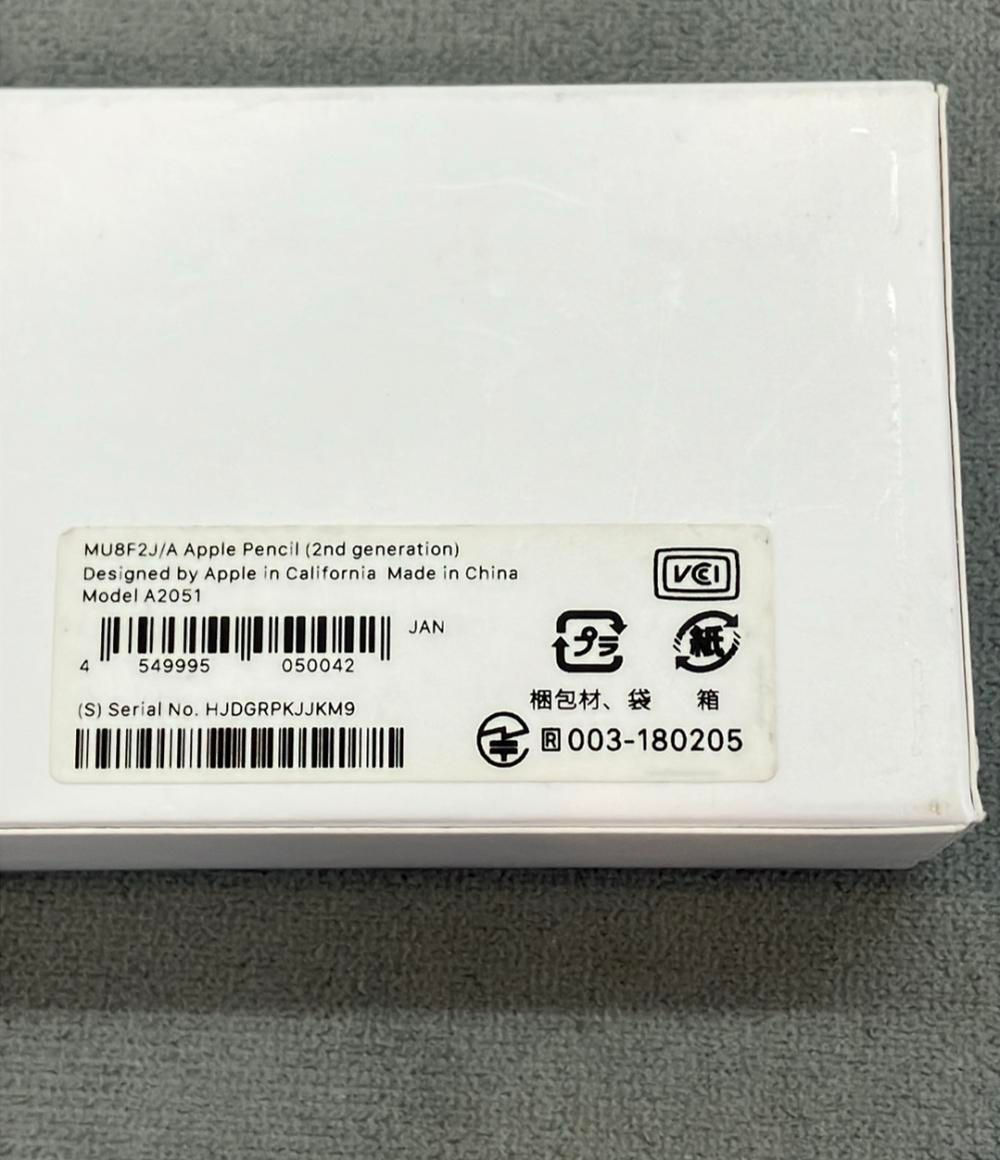 MU8F2J/A Apple Pencil (2nd generation)
Designed by Apple in California Made in China
Model A2051
JAN
4 549995 050042
(S) Serial No. HJDGRPKJJKM9
VCCI
プラ
紙
梱包材、袋
箱
R 003-180205